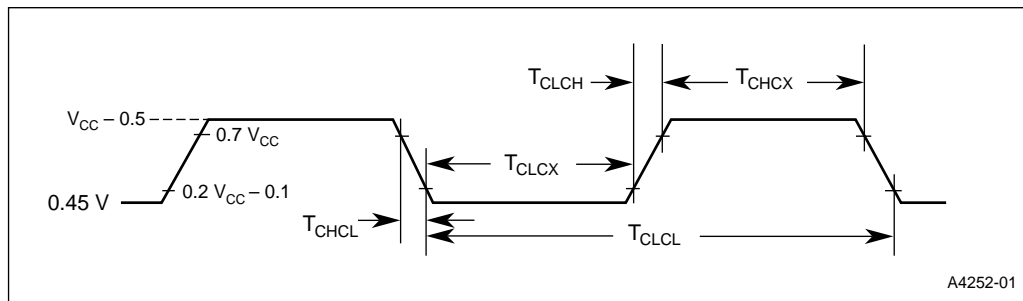 T_CLCH
T_CHCX
V_CC – 0.5
0.7 V_CC
T_CLCX
0.2 V_CC – 0.1
0.45 V
T_CHCL
T_CLCL
A4252-01